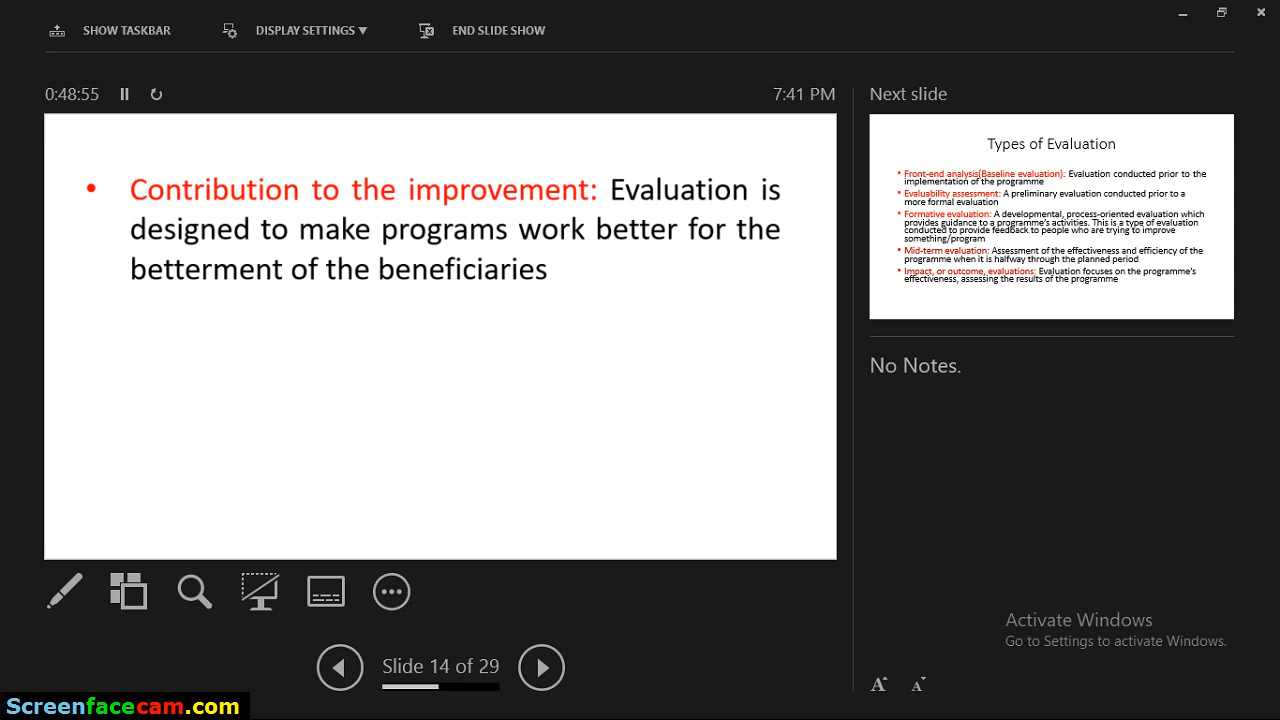 SHOW TASKBAR
DISPLAY SETTINGS ▼
END SLIDE SHOW
0:48:55
7:41 PM
• Contribution to the improvement: Evaluation is
designed to make programs work better for the
betterment of the beneficiaries
Next slide
Types of Evaluation
• Front-end analysis(Baseline evaluation): Evaluation conducted prior to the
implementation of the programme
• Evaluability assessment: A preliminary evaluation conducted prior to a
more formal evaluation
• Formative evaluation: A developmental, process-oriented evaluation which
provides guidance to a programme's activities. This is a type of evaluation
conducted to provide feedback to people who are trying to improve
something/program
• Mid-term evaluation: Assessment of the effectiveness and efficiency of the
programme when it is halfway through the planned period
• Impact, or outcome, evaluations: Evaluation focuses on the programme's
effectiveness, assessing the results of the programme
No Notes.
Slide 14 of 29
Activate Windows
Go to Settings to activate Windows.
A A
Screenfacecam.com